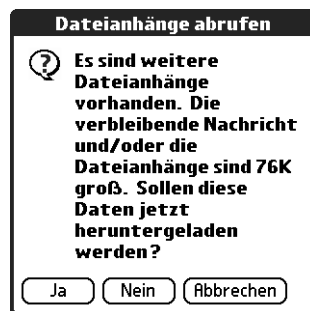 Dateianhänge abrufen
Es sind weitere
Dateianhänge
vorhanden. Die
verbleibende Nachricht
und/oder die
Dateianhänge sind 76K
groß. Sollen diese
Daten jetzt
heruntergeladen
werden?
Ja Nein Abbrechen